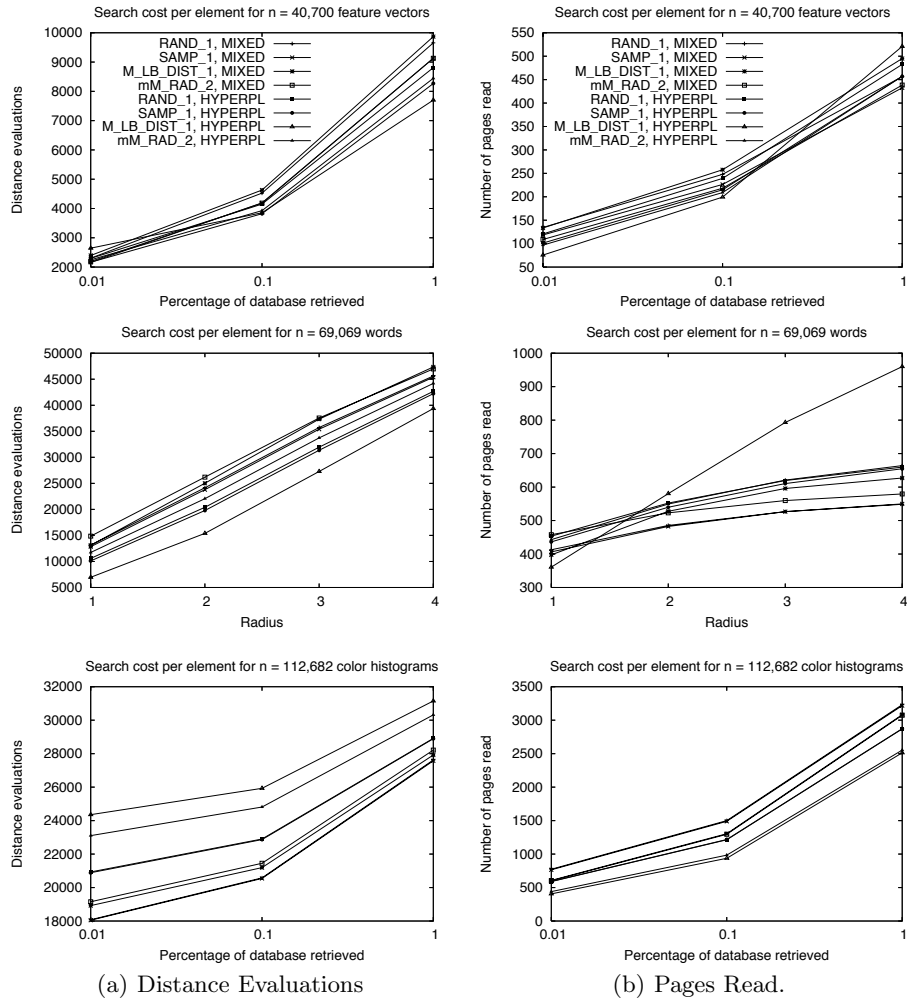 Search cost per element for n = 40,700 feature vectors
10000
9000
8000
7000
6000
5000
4000
3000
2000
Distance evaluations
RAND_1, MIXED
SAMP_1, MIXED
M_LB_DIST_1, MIXED
mM_RAD_2, MIXED
RAND_1, HYPERPL
SAMP_1, HYPERPL
M_LB_DIST_1, HYPERPL
mM_RAD_2, HYPERPL
0.01 0.1 1
Percentage of database retrieved
Search cost per element for n = 40,700 feature vectors
550
500
450
400
350
300
250
200
150
100
50
Number of pages read
RAND_1, MIXED
SAMP_1, MIXED
M_LB_DIST_1, MIXED
mM_RAD_2, MIXED
RAND_1, HYPERPL
SAMP_1, HYPERPL
M_LB_DIST_1, HYPERPL
mM_RAD_2, HYPERPL
0.01 0.1 1
Percentage of database retrieved
Search cost per element for n = 69,069 words
50000
45000
40000
35000
30000
25000
20000
15000
10000
5000
Distance evaluations
1 2 3 4
Radius
Search cost per element for n = 69,069 words
1000
900
800
700
600
500
400
300
Number of pages read
1 2 3 4
Radius
Search cost per element for n = 112,682 color histograms
32000
30000
28000
26000
24000
22000
20000
18000
Distance evaluations
0.01 0.1 1
Percentage of database retrieved
Search cost per element for n = 112,682 color histograms
3500
3000
2500
2000
1500
1000
500
0
Number of pages read
0.01 0.1 1
Percentage of database retrieved
(a) Distance Evaluations
(b) Pages Read.